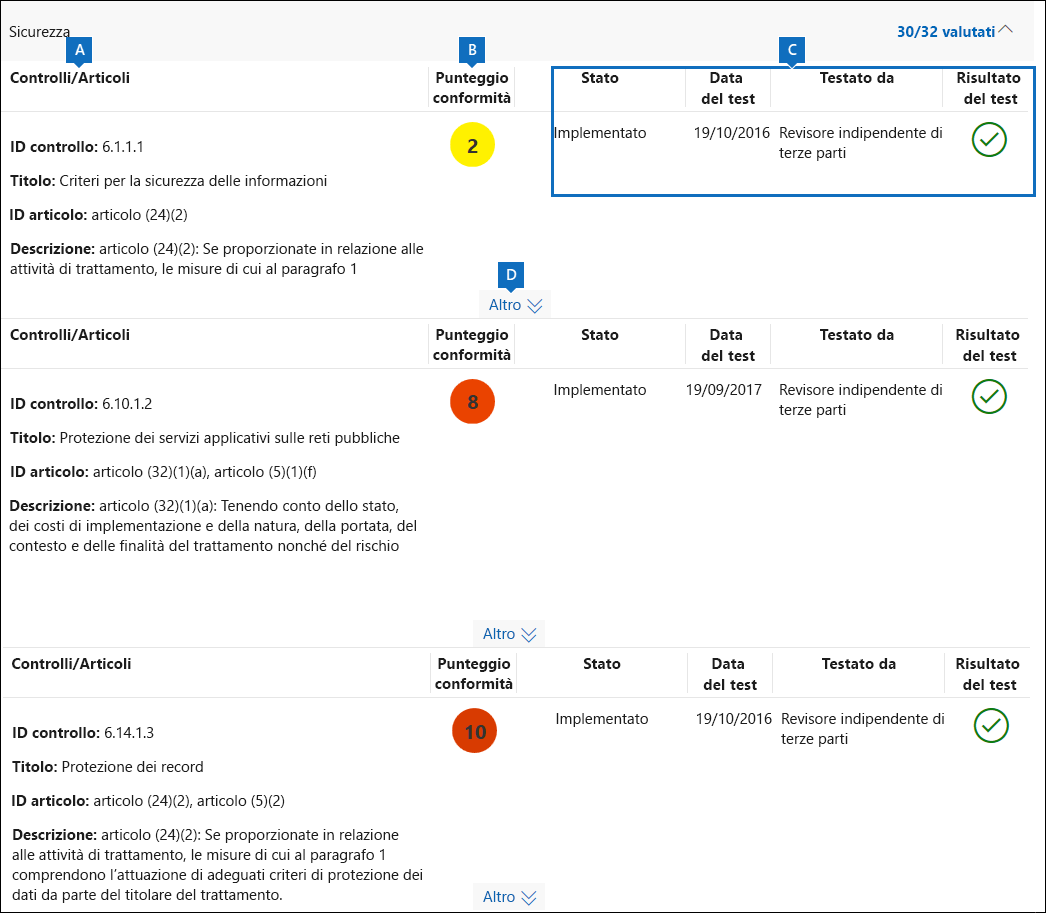 Sicurezza
30/32 valutati
A
B
C
Controlli/Articoli
Punteggio
conformità
Stato
Data
del test
Testato da
Risultato
del test
ID controllo: 6.1.1.1
2
Implementato
19/10/2016
Revisore indipendente di
terze parti
Titolo: Criteri per la sicurezza delle informazioni
ID articolo: articolo (24)(2)
Descrizione: articolo (24)(2): Se proporzionate in relazione alle
attività di trattamento, le misure di cui al paragrafo 1
D
Altro
Controlli/Articoli
Punteggio
conformità
Stato
Data
del test
Testato da
Risultato
del test
ID controllo: 6.10.1.2
8
Implementato
19/09/2017
Revisore indipendente di
terze parti
Titolo: Protezione dei servizi applicativi sulle reti pubbliche
ID articolo: articolo (32)(1)(a), articolo (5)(1)(f)
Descrizione: articolo (32)(1)(a): Tenendo conto dello stato,
dei costi di implementazione e della natura, della portata, del
contesto e delle finalità del trattamento nonché del rischio
Altro
Controlli/Articoli
Punteggio
conformità
Stato
Data
del test
Testato da
Risultato
del test
ID controllo: 6.14.1.3
10
Implementato
19/10/2016
Revisore indipendente di
terze parti
Titolo: Protezione dei record
ID articolo: articolo (24)(2), articolo (5)(2)
Descrizione: articolo (24)(2): Se proporzionate in relazione
alle attività di trattamento, le misure di cui al paragrafo 1
comprendono l'attuazione di adeguati criteri di protezione dei
dati da parte del titolare del trattamento.
Altro